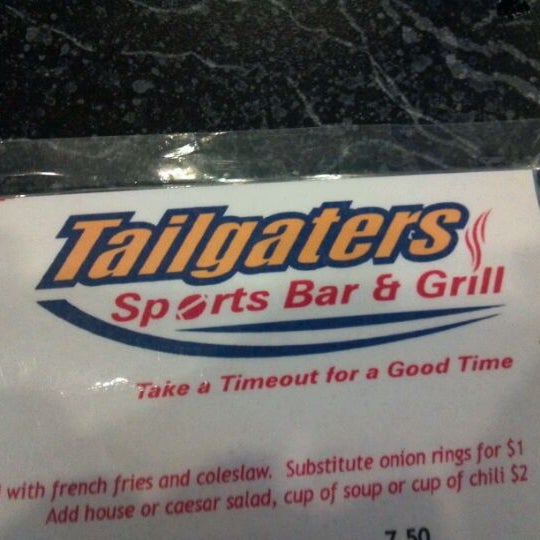 Tailgaters
Sports Bar & Grill
Take a Timeout for a Good Time
with french fries and coleslaw. Substitute onion rings for $1
Add house or caesar salad, cup of soup or cup of chili $2
7.50